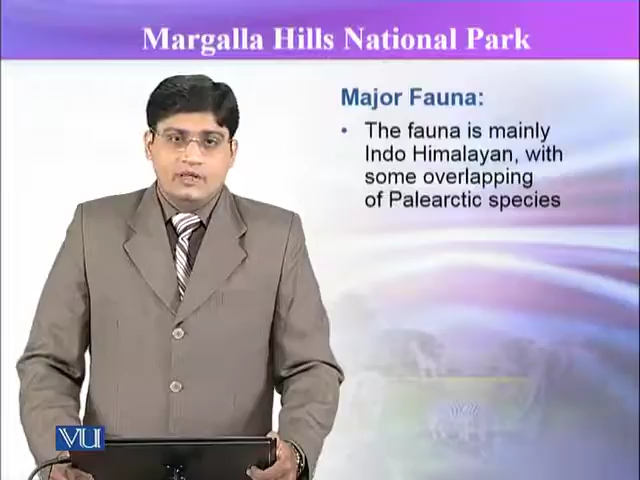 Margalla Hills National Park
Major Fauna:
• The fauna is mainly
Indo Himalayan, with
some overlapping
of Palearctic species
VU